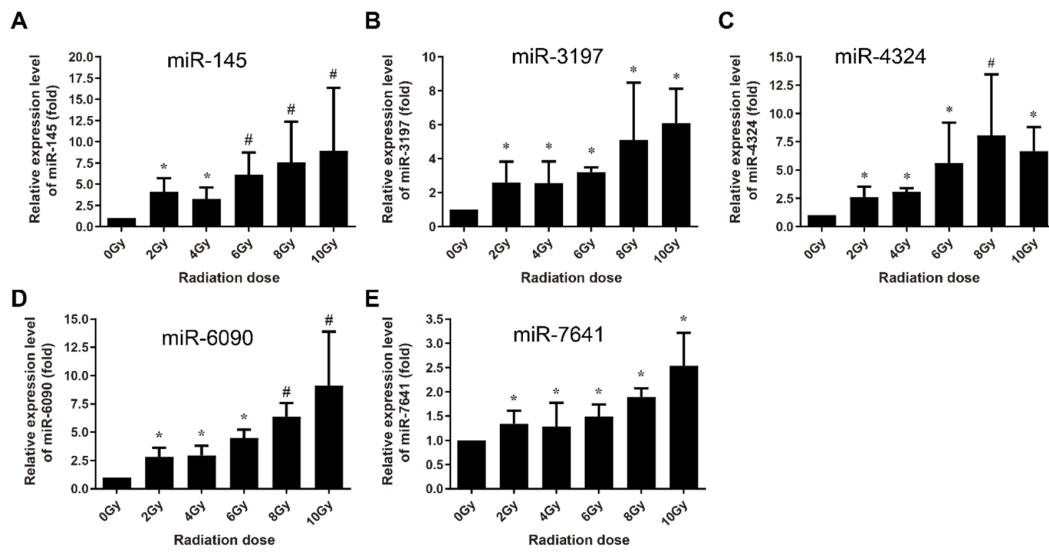 A
miR-145
Relative expression level
of miR-145 (fold)
20.0
17.5
15.0
12.5
10.0
7.5
5.0
2.5
0.0
*
*
#
#
#
0Gy
2Gy
4Gy
6Gy
8Gy
10Gy
Radiation dose
B
miR-3197
Relative expression level
of miR-3197 (fold)
10
8
6
4
2
0
*
*
*
*
*
0Gy
2Gy
4Gy
6Gy
8Gy
10Gy
Radiation dose
C
miR-4324
Relative expression level
of miR-4324 (fold)
15.0
12.5
10.0
7.5
5.0
2.5
0.0
*
*
*
#
*
0Gy
2Gy
4Gy
6Gy
8Gy
10Gy
Radiation dose
D
miR-6090
Relative expression level
of miR-6090 (fold)
15.0
12.5
10.0
7.5
5.0
2.5
0.0
*
*
*
#
#
0Gy
2Gy
4Gy
6Gy
8Gy
10Gy
Radiation dose
E
miR-7641
Relative expression level
of miR-7641 (fold)
3.5
3.0
2.5
2.0
1.5
1.0
0.5
0.0
*
*
*
*
*
0Gy
2Gy
4Gy
6Gy
8Gy
10Gy
Radiation dose